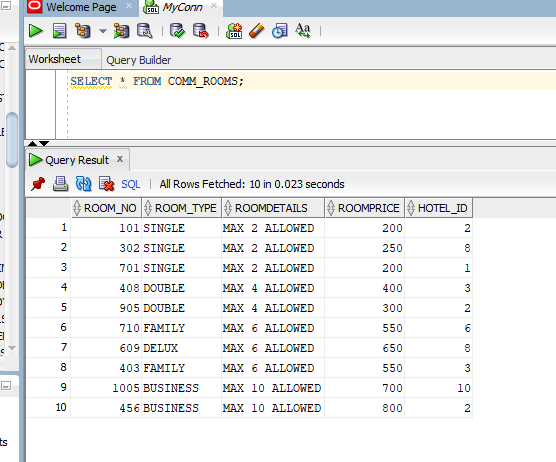 Welcome Page x MyConn
SQL Aa
Worksheet Query Builder
SELECT * FROM COMM_ROOMS;
Query Result x
SQL | All Rows Fetched: 10 in 0.023 seconds
ROOM_NO ROOM_TYPE ROOMDETAILS ROOMPRICE HOTEL_ID
1 101 SINGLE MAX 2 ALLOWED 200 2
2 302 SINGLE MAX 2 ALLOWED 250 8
3 701 SINGLE MAX 2 ALLOWED 200 1
4 408 DOUBLE MAX 4 ALLOWED 400 3
5 905 DOUBLE MAX 4 ALLOWED 300 2
6 710 FAMILY MAX 6 ALLOWED 550 6
7 609 DELUX MAX 6 ALLOWED 650 8
8 403 FAMILY MAX 6 ALLOWED 550 3
9 1005 BUSINESS MAX 10 ALLOWED 700 10
10 456 BUSINESS MAX 10 ALLOWED 800 2
ts